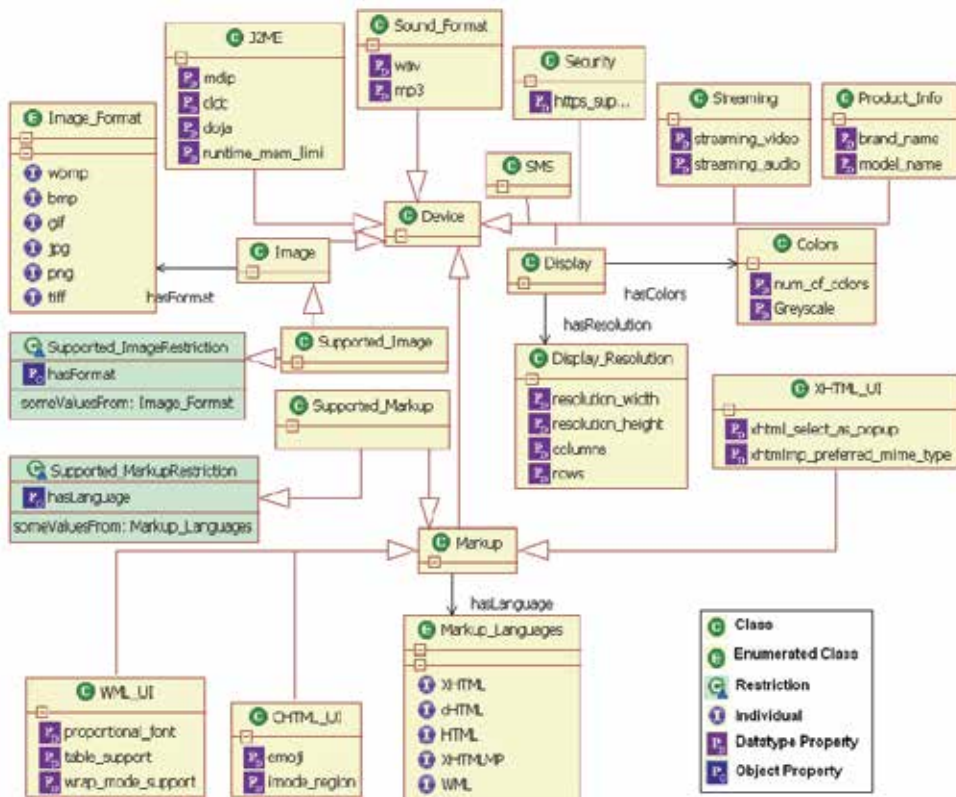 J2ME
mdip
cldc
doja
runtime_mem_limi
Sound_Format
wav
mp3
Security
https_sup...
Streaming
streaming_video
streaming_audio
Product_Info
brand_name
model_name
Image_Format
wbmp
bmp
gif
jpg
png
tiff
SMS
Device
Image
hasFormat
Display
hasColors
Colors
num_of_colors
Greyscale
hasResolution
Supported_Image
Supported_ImageRestriction
hasFormat
someValuesFrom: Image_Format
Display_Resolution
resolution_width
resolution_height
columns
rows
XHTML_UI
xhtml_select_as_popup
xhtmlmp_preferred_mime_type
Supported_Markup
Supported_MarkupRestriction
hasLanguage
someValuesFrom: Markup_Languages
Markup
hasLanguage
Markup_Languages
XHTML
cHTML
HTML
XHTMLMP
WML
WML_UI
proportional_font
table_support
wrap_mode_support
CHTML_UI
emoji
imode_region
Class
Enumerated Class
Restriction
Individual
Datatype Property
Object Property